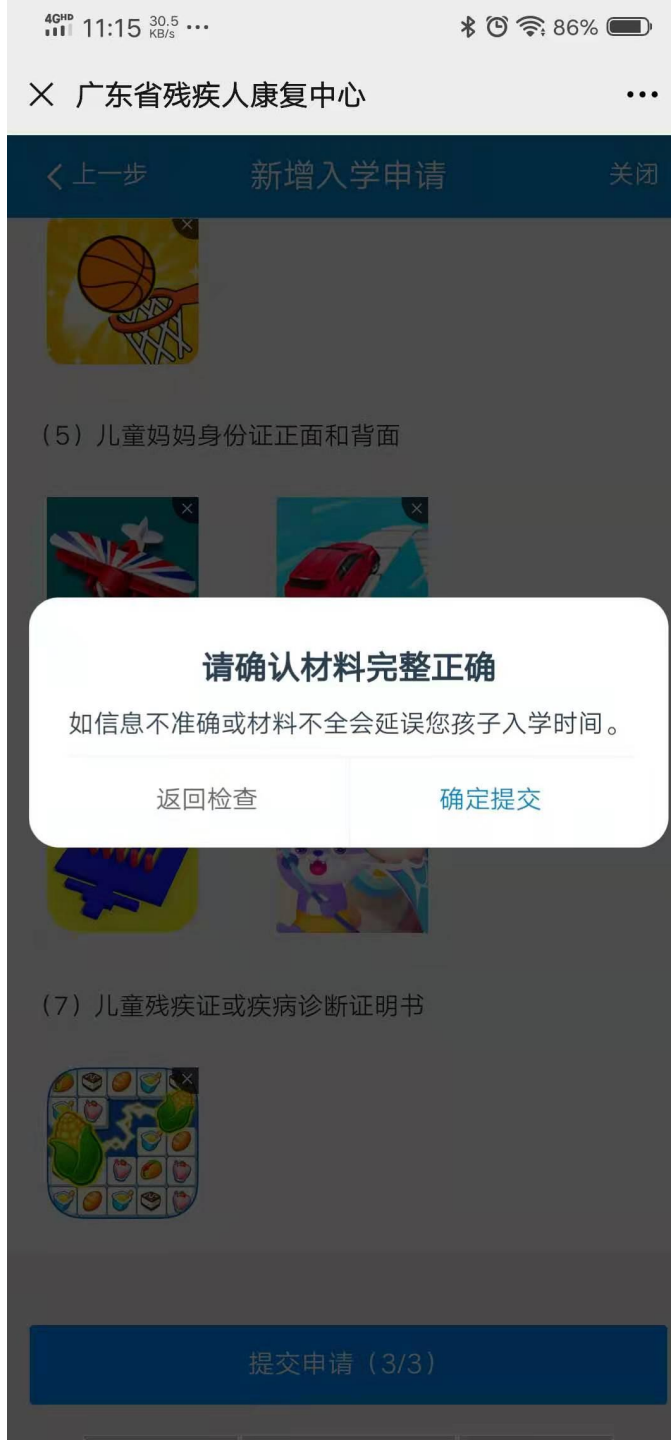 4GHD 11:15 30.5 KB/s ··· 86%
广东省残疾人康复中心 ···
上一步 新增入学申请 关闭
（5）儿童妈妈身份证正面和背面
请确认材料完整正确
如信息不准确或材料不全会延误您孩子入学时间。
返回检查 确定提交
（7）儿童残疾证或疾病诊断证明书
提交申请（3/3）